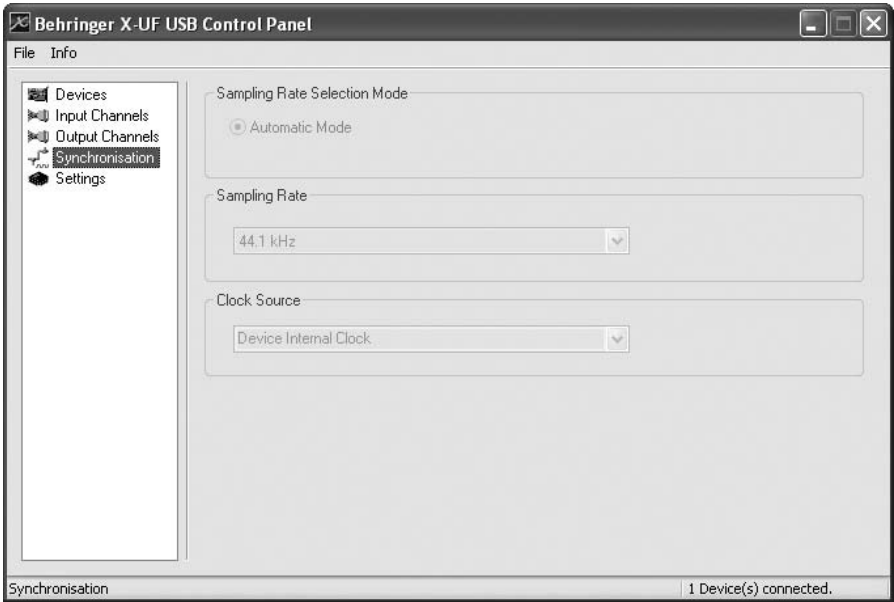 Behringer X-UF USB Control Panel
File Info
Devices
Input Channels
Output Channels
Synchronisation
Settings
Sampling Rate Selection Mode
Automatic Mode
Sampling Rate
44.1 kHz
Clock Source
Device Internal Clock
Synchronisation
1 Device(s) connected.